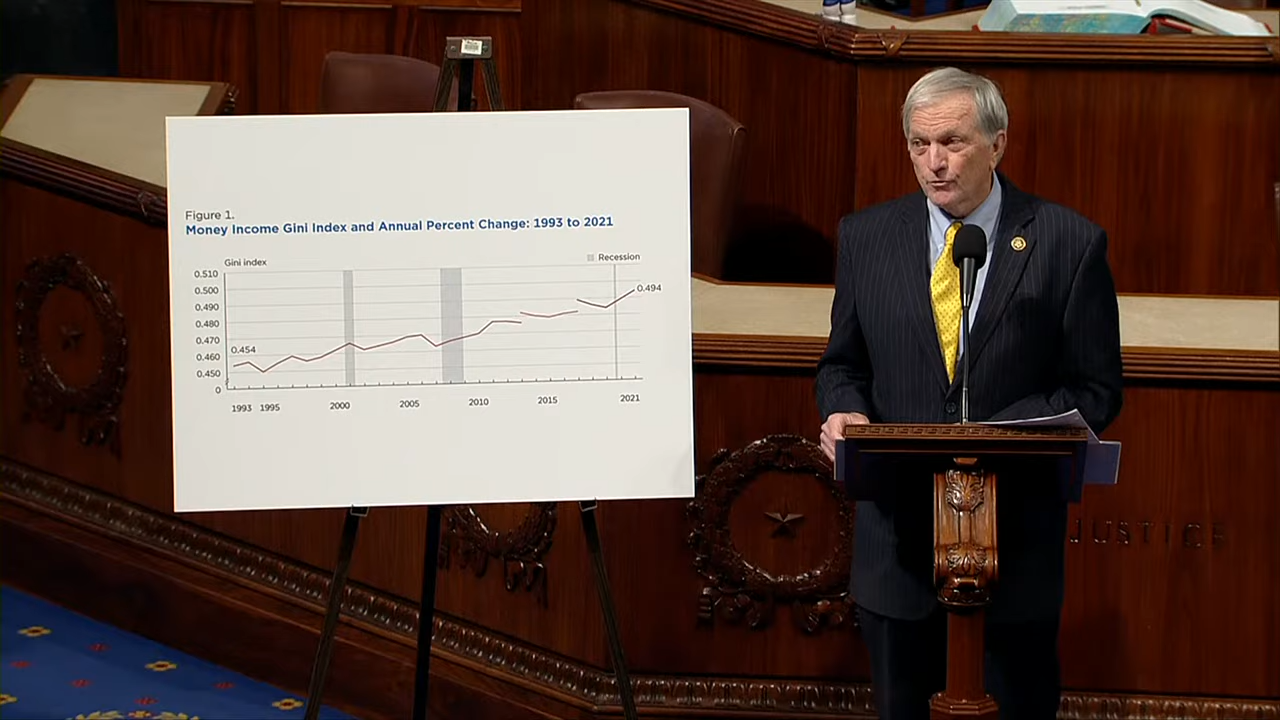 Figure 1.
Money Income Gini Index and Annual Percent Change: 1993 to 2021
Gini index
Recession
0.510
0.500
0.490
0.480
0.470
0.460
0.450
0
0.454
0.494
1993 1995 2000 2005 2010 2015 2021
JUSTICE